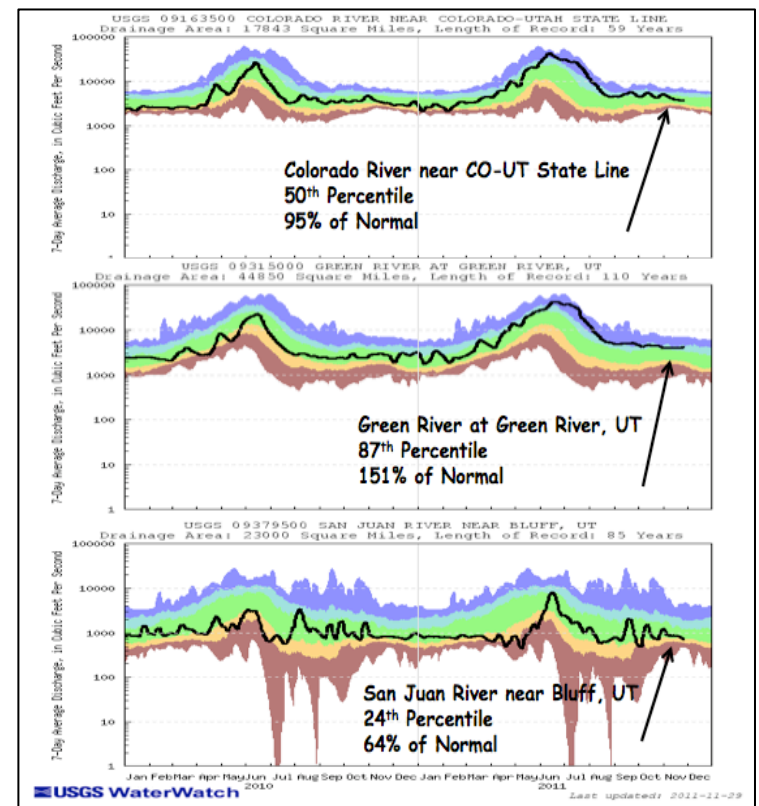 USGS 09163500 COLORADO RIVER NEAR COLORADO-UTAH STATE LINE
Drainage Area: 17843 Square Miles, Length of Record: 59 Years
7-Day Average Discharge, in Cubic Feet Per Second
100000
10000
1000
100
10
1
Colorado River near CO-UT State Line
50th Percentile
95% of Normal
USGS 09315000 GREEN RIVER AT GREEN RIVER, UT
Drainage Area: 44850 Square Miles, Length of Record: 110 Years
7-Day Average Discharge, in Cubic Feet Per Second
100000
10000
1000
100
10
1
Green River at Green River, UT
87th Percentile
151% of Normal
USGS 09379500 SAN JUAN RIVER NEAR BLUFF, UT
Drainage Area: 23000 Square Miles, Length of Record: 85 Years
7-Day Average Discharge, in Cubic Feet Per Second
100000
10000
1000
100
10
1
San Juan River near Bluff, UT
24th Percentile
64% of Normal
Jan Feb Mar Apr May Jun Jul Aug Sep Oct Nov Dec Jan Feb Mar Apr May Jun Jul Aug Sep Oct Nov Dec
2010 2011
USGS WaterWatch
Last updated: 2011-11-29